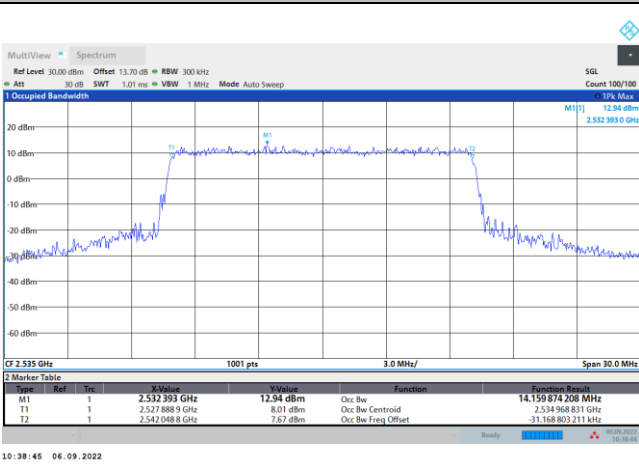 MultiView Spectrum
Ref Level 30.00 dBm Offset 13.70 dB RBW 300 kHz SGL
Att 30 dB SWT 1.01 ms VBW 1 MHz Mode Auto Sweep Count 100/100
1 Occupied Bandwidth 1Pk Max
M1[1] 12.94 dBm
2.532 393 0 GHz
20 dBm
M1
T1 T2
10 dBm
0 dBm
-10 dBm
-20 dBm
-30 dBm
-40 dBm
-50 dBm
-60 dBm
CF 2.535 GHz 1001 pts 3.0 MHz/ Span 30.0 MHz
2 Marker Table
Type Ref Trc X-Value Y-Value Function Function Result
M1 1 2.532 393 GHz 12.94 dBm Occ Bw 14.159 874 208 MHz
T1 1 2.527 888 9 GHz 8.01 dBm Occ Bw Centroid 2.534 968 831 GHz
T2 1 2.542 048 8 GHz 7.67 dBm Occ Bw Freq Offset -31.168 803 211 kHz
Ready 06.09.2022
10:38:44
10:38:45 06.09.2022